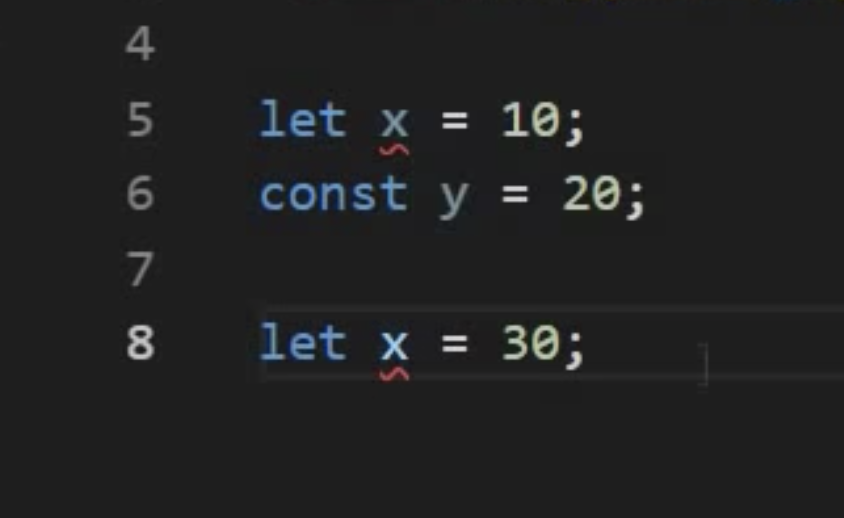 4
5 let x = 10;
6 const y = 20;
7
8 let x = 30;